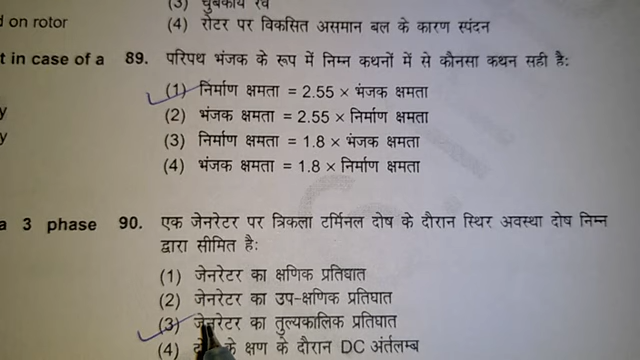 (3) चुंबकीय रव
d on rotor (4) रोटर पर विकसित असमान बल के कारण स्पंदन
t in case of a 89. परिपथ भंजक के रूप में निम्न कथनों में से कौनसा कथन सही है:
(1) निर्माण क्षमता = 2.55 × भंजक क्षमता
y (2) भंजक क्षमता = 2.55 × निर्माण क्षमता
y (3) निर्माण क्षमता = 1.8 × भंजक क्षमता
(4) भंजक क्षमता = 1.8 × निर्माण क्षमता
a 3 phase 90. एक जेनरेटर पर त्रिकला टर्मिनल दोष के दौरान स्थिर अवस्था दोष निम्न
द्वारा सीमित है:
(1) जेनरेटर का क्षणिक प्रतिघात
(2) जेनरेटर का उप-क्षणिक प्रतिघात
(3) जेनरेटर का तुल्यकालिक प्रतिघात
(4) के क्षण के दौरान DC अंर्तलम्ब